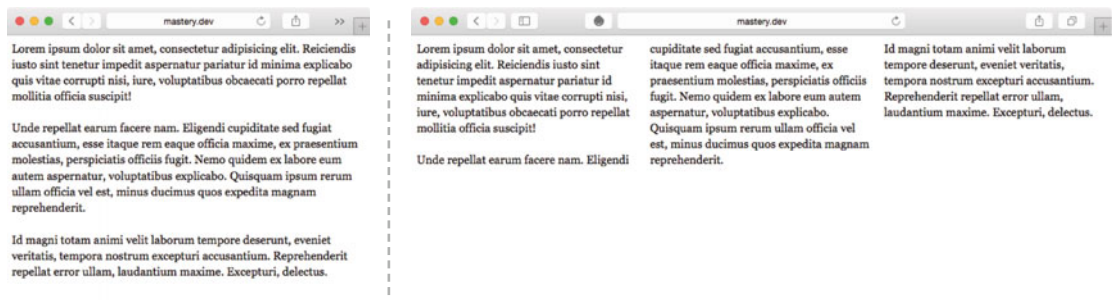 mastery.dev
Lorem ipsum dolor sit amet, consectetur adipisicing elit. Reiciendis
iusto sint tenetur impedit aspernatur pariatur id minima explicabo
quis vitae corrupti nisi, iure, voluptatibus obcaecati porro repellat
mollitia officia suscipit!
Unde repellat earum facere nam. Eligendi cupiditate sed fugiat
accusantium, esse itaque rem eaque officia maxime, ex praesentium
molestias, perspiciatis officiis fugit. Nemo quidem ex labore eum
autem aspernatur, voluptatibus explicabo. Quisquam ipsum rerum
ullam officia vel est, minus ducimus quos expedita magnam
reprehenderit.
Id magni totam animi velit laborum tempore deserunt, eveniet
veritatis, tempora nostrum excepturi accusantium. Reprehenderit
repellat error ullam, laudantium maxime. Excepturi, delectus.
mastery.dev
Lorem ipsum dolor sit amet, consectetur
adipisicing elit. Reiciendis iusto sint
tenetur impedit aspernatur pariatur id
minima explicabo quis vitae corrupti nisi,
iure, voluptatibus obcaecati porro repellat
mollitia officia suscipit!
Unde repellat earum facere nam. Eligendi
cupiditate sed fugiat accusantium, esse
itaque rem eaque officia maxime, ex
praesentium molestias, perspiciatis officiis
fugit. Nemo quidem ex labore eum autem
aspernatur, voluptatibus explicabo.
Quisquam ipsum rerum ullam officia vel
est, minus ducimus quos expedita magnam
reprehenderit.
Id magni totam animi velit laborum
tempore deserunt, eveniet veritatis,
tempora nostrum excepturi accusantium.
Reprehenderit repellat error ullam,
laudantium maxime. Excepturi, delectus.